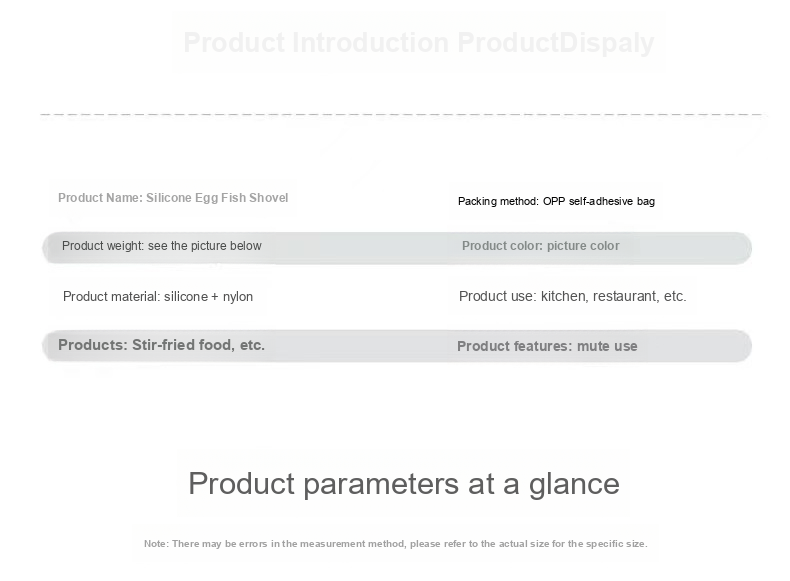 Product Introduction ProductDispaly
Product Name: Silicone Egg Fish Shovel
Packing method: OPP self-adhesive bag
Product weight: see the picture below
Product color: picture color
Product material: silicone + nylon
Product use: kitchen, restaurant, etc.
Products: Stir-fried food, etc.
Product features: mute use
Product parameters at a glance
Note: There may be errors in the measurement method, please refer to the actual size for the specific size.